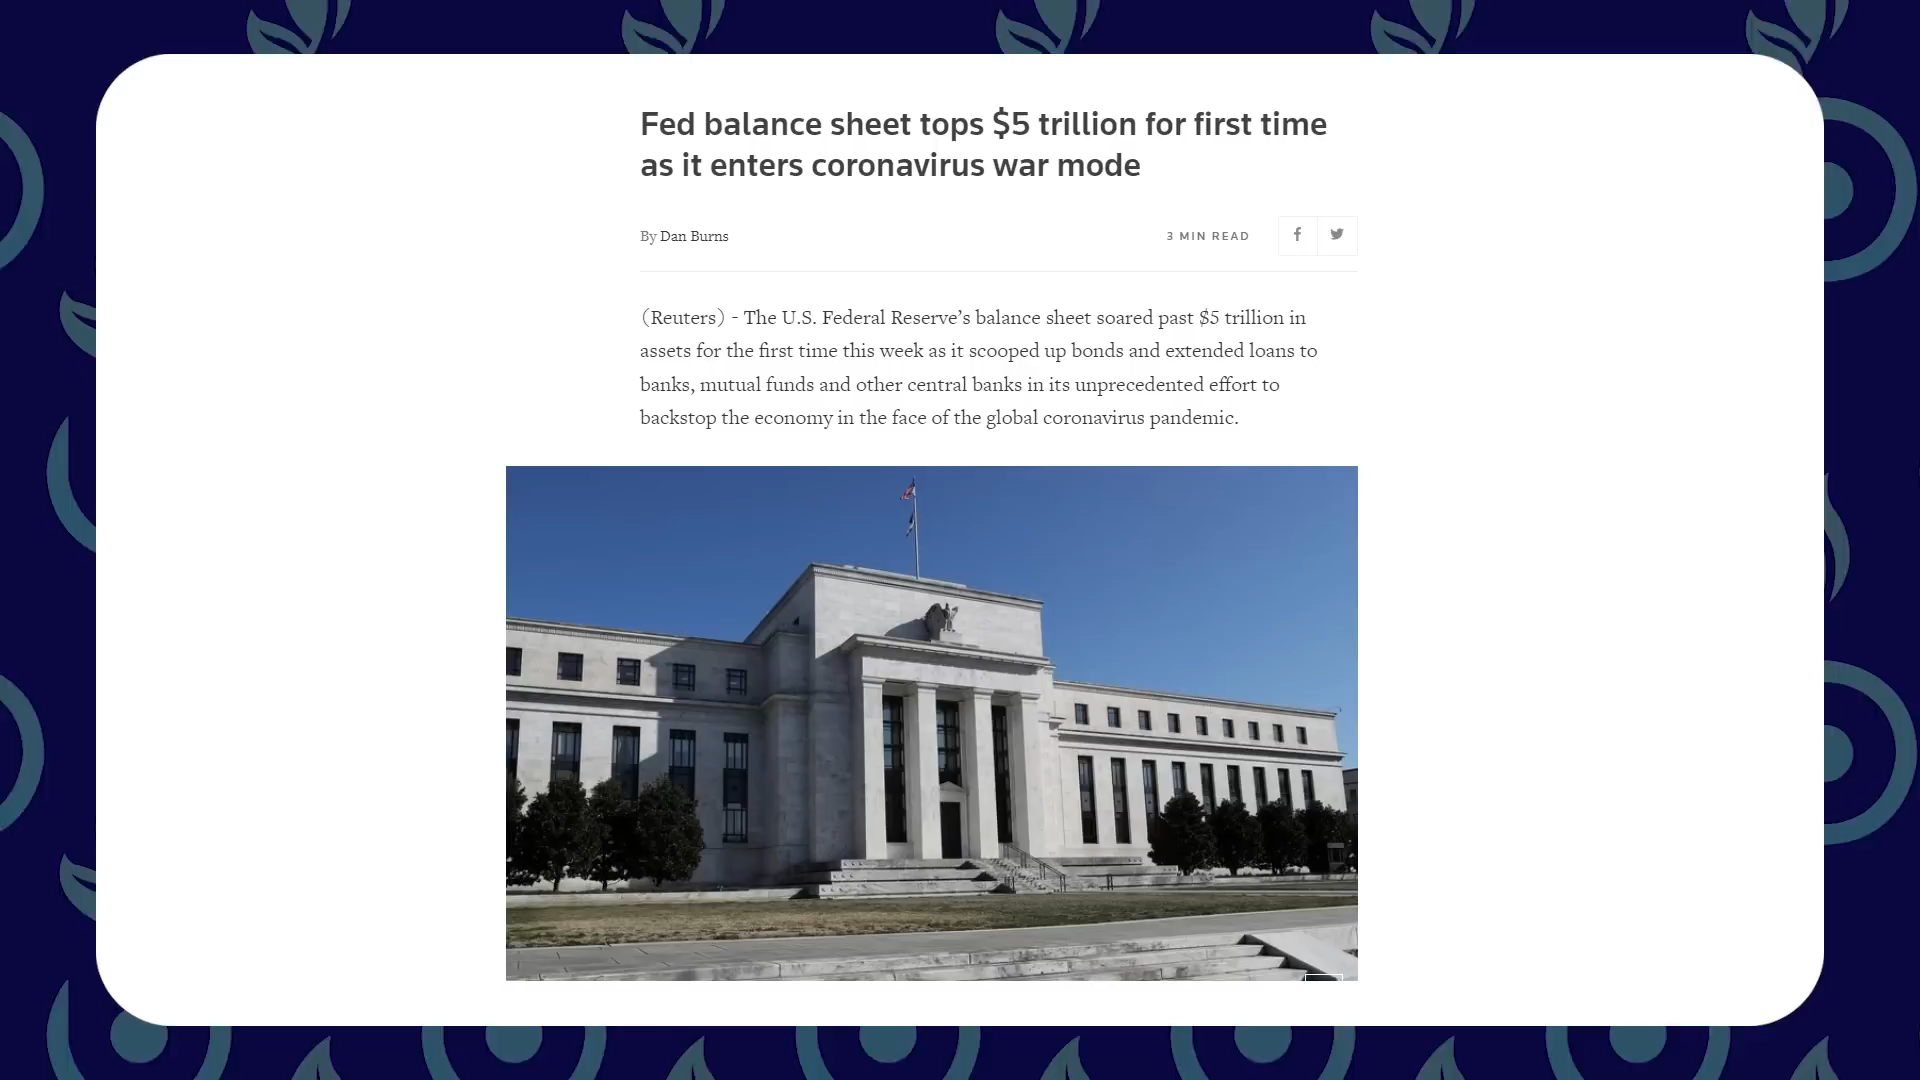 Fed balance sheet tops $5 trillion for first time
as it enters coronavirus war mode
By Dan Burns
3 MIN READ
(Reuters) - The U.S. Federal Reserve’s balance sheet soared past $5 trillion in
assets for the first time this week as it scooped up bonds and extended loans to
banks, mutual funds and other central banks in its unprecedented effort to
backstop the economy in the face of the global coronavirus pandemic.